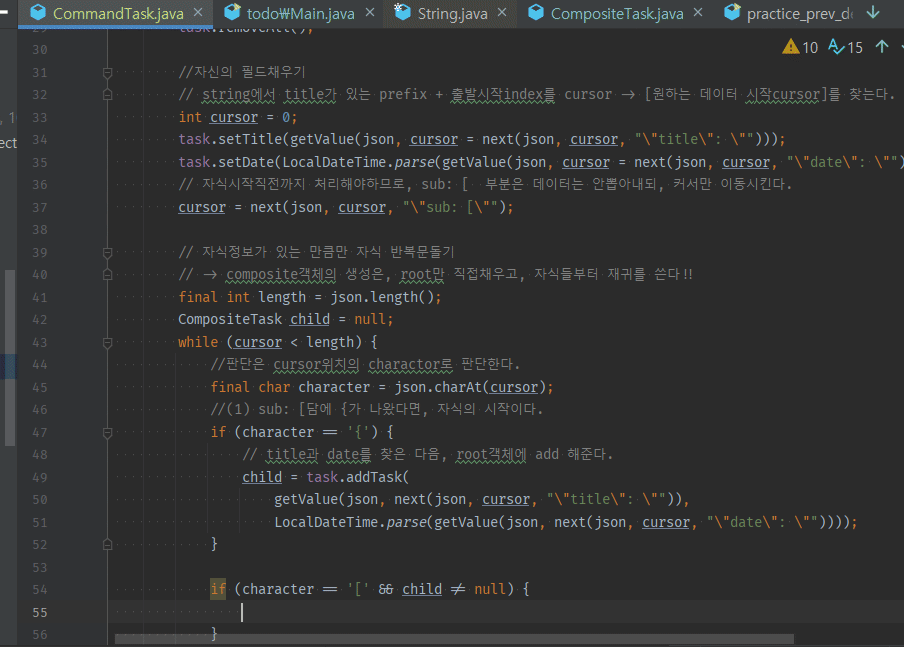 CommandTask.java × todo₩Main.java × String.java × CompositeTask.java × practice_prev_d
29 task.removeAll();
30 10 15
31 //자신의 필드채우기
32 // string에서 title가 있는 prefix + 출발시작index를 cursor → [원하는 데이터 시작cursor]를 찾는다.
33 int cursor = 0;
34 task.setTitle(getValue(json, cursor = next(json, cursor, "\"title\": \"")));
35 task.setDate(LocalDateTime.parse(getValue(json, cursor = next(json, cursor, "\"date\": \"")
36 // 자식시작직전까지 처리해야하므로, sub: [ 부분은 데이터는 안뽑아내되, 커서만 이동시킨다.
37 cursor = next(json, cursor, "\"sub: [\"");
38
39 // 자식정보가 있는 만큼만 자식 반복문돌기
40 // → composite객체의 생성은, root만 직접채우고, 자식들부터 재귀를 쓴다!!
41 final int length = json.length();
42 CompositeTask child = null;
43 while (cursor < length) {
44 //판단은 cursor위치의 charactor로 판단한다.
45 final char character = json.charAt(cursor);
46 //(1) sub: [담에 {가 나왔다면, 자식의 시작이다.
47 if (character == '{') {
48 // title과 date를 찾은 다음, root객체에 add 해준다.
49 child = task.addTask(
50 getValue(json, next(json, cursor, "\"title\": \"")),
51 LocalDateTime.parse(getValue(json, next(json, cursor, "\"date\": \""))));
52 }
53
54 if (character == '[' && child ≠ null) {
55
56 }